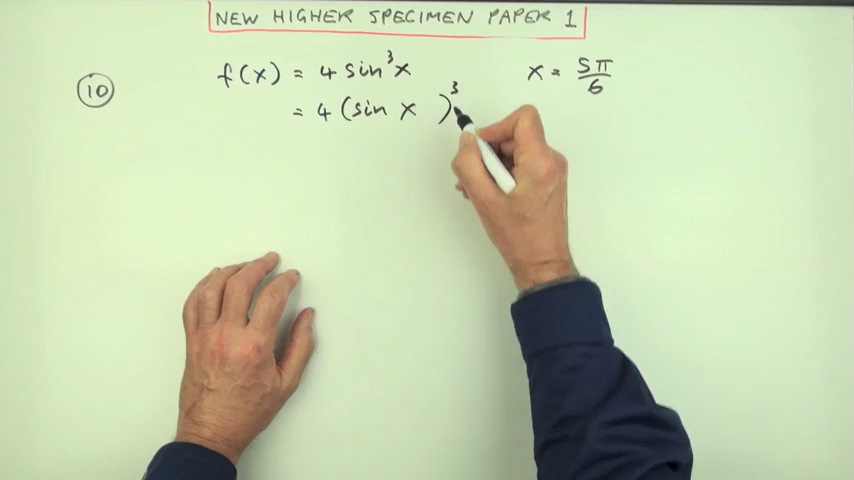 NEW HIGHER SPECIMEN PAPER 1
10 f(x) = 4 sin³x x = 5π/6
= 4 (sin x )³